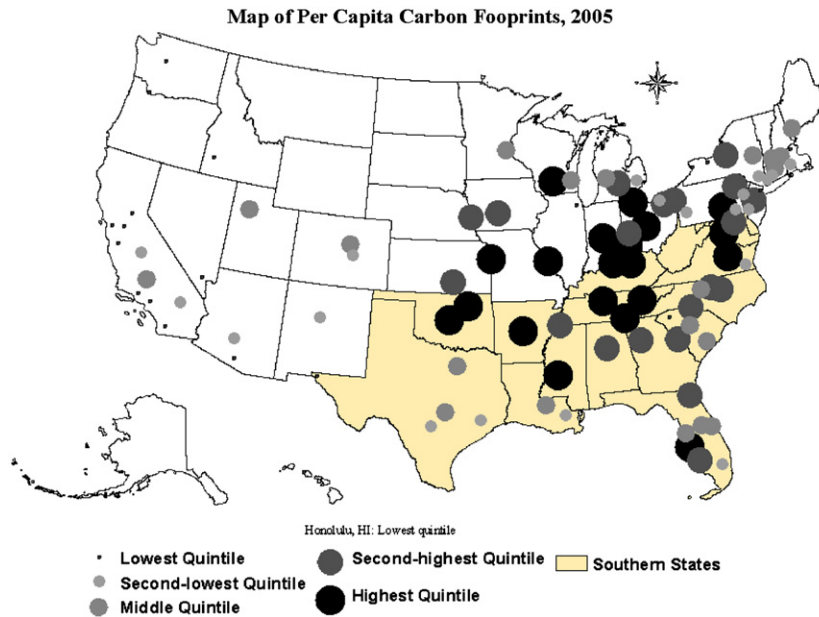 Map of Per Capita Carbon Fooprints, 2005
Honolulu, HI: Lowest quintile
Lowest Quintile
Second-lowest Quintile
Middle Quintile
Second-highest Quintile
Highest Quintile
Southern States